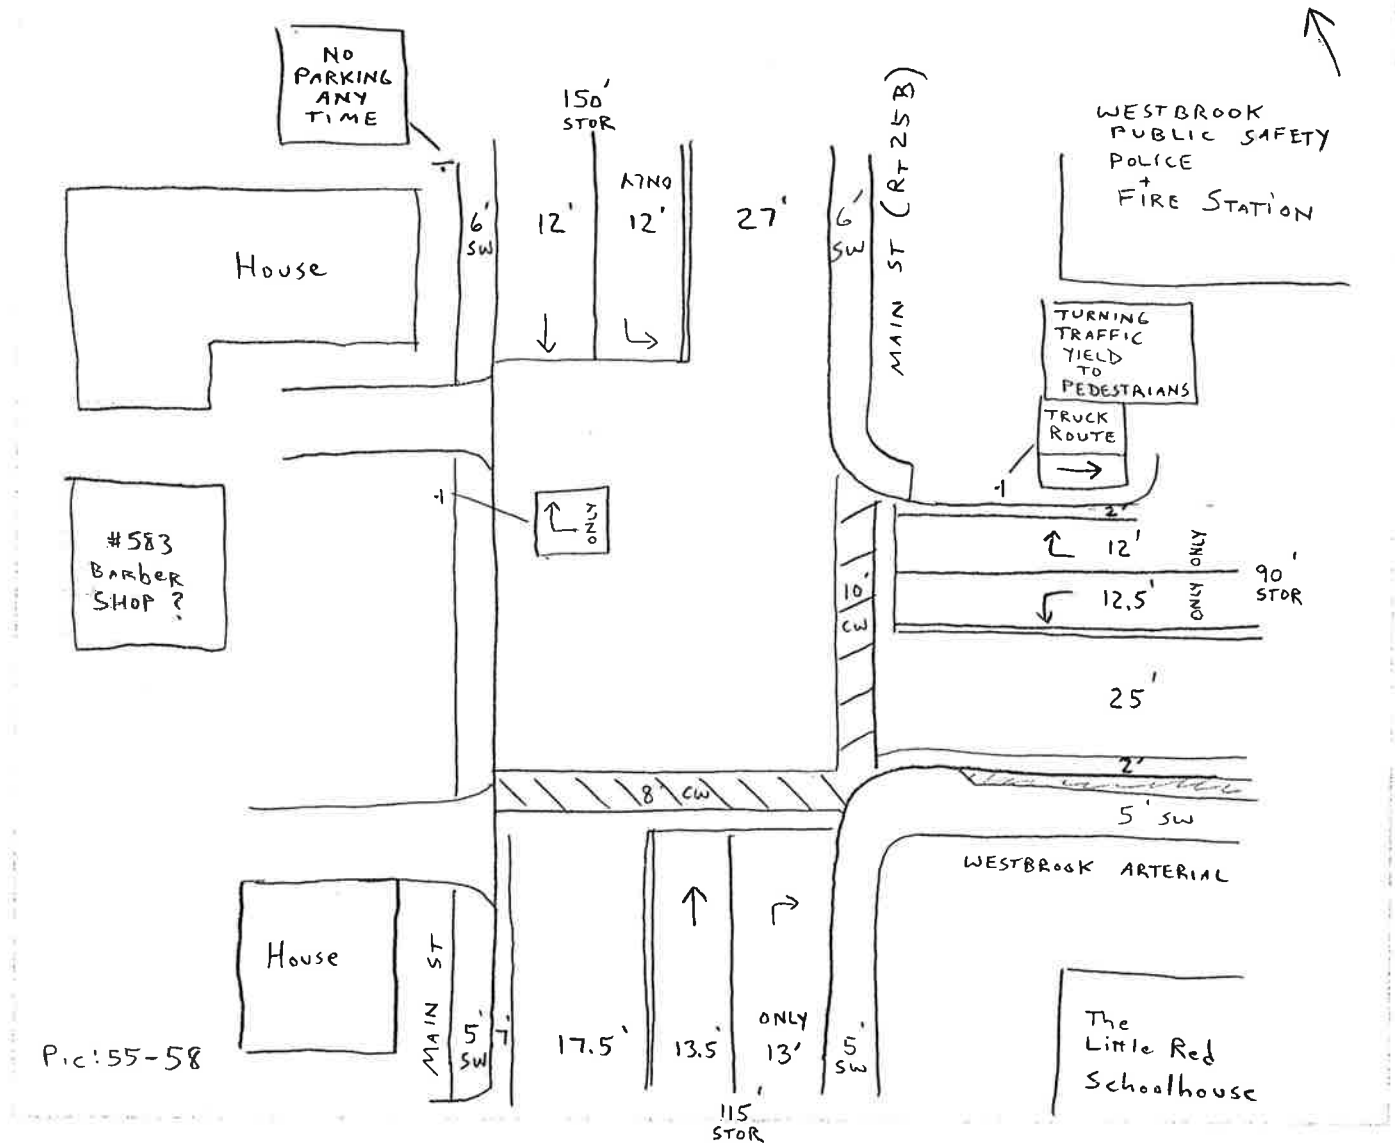 NO
PARKING
ANY
TIME
150'
STOR
MAIN ST (RT 25B)
WESTBROOK
PUBLIC SAFETY
POLICE
+
FIRE STATION
House
6'
SW
12'
ONLY
12'
27'
6'
SW
TURNING
TRAFFIC
YIELD
TO
PEDESTRIANS
TRUCK
ROUTE
#583
Barber
SHOP ?
ONLY
10'
CW
2'
12'
ONLY
12.5'
ONLY
90'
STOR
25'
2'
8' CW
5' SW
WESTBROOK ARTERIAL
House
MAIN ST
5'
SW
7'
17.5'
13.5'
ONLY
13'
5'
SW
The
Little Red
Schoolhouse
Pic: 55-58
115'
STOR